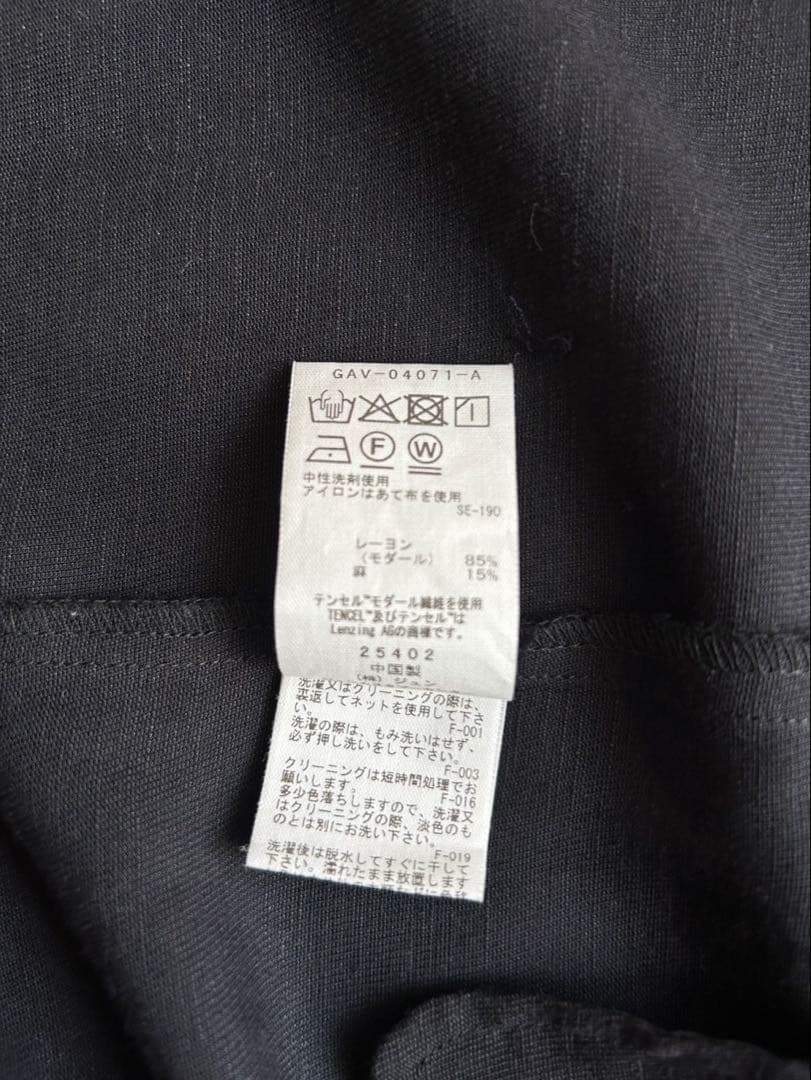 GAV-04071-A
F W
中性洗剤使用
アイロンはあて布を使用
SE-190
レーヨン
(モダール) 85%
麻 15%
テンセル™モダール繊維を使用
TENCEL™及びテンセル™は
Lenzing AGの商標です。
25402
中国製
(株)ジュン
洗濯又はクリーニングの際は、
裏返してネットを使用して下さ
い。 F-001
洗濯の際は、もみ洗いはせず、
必ず押し洗いをして下さい。
F-003
クリーニングは短時間処理でお
願いします。 F-016
多少色落ちしますので、洗濯又
はクリーニングの際、淡色のも
のとは別にお洗い下さい。
F-019
洗濯後は脱水してすぐに干して
下さい。濡れたまま放置します